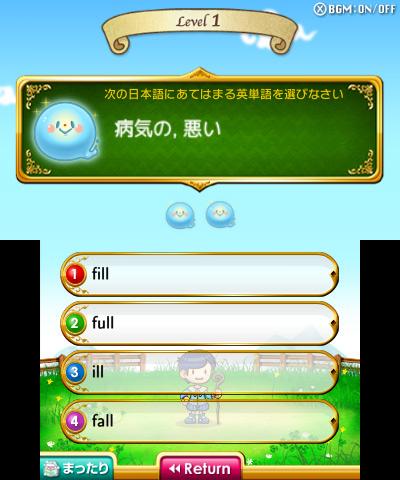 Level 1
ⓍBGM:ON/OFF
次の日本語にあてはまる英単語を選びなさい
病気の,悪い
1 fill
2 full
3 ill
4 fall
まったり
Return